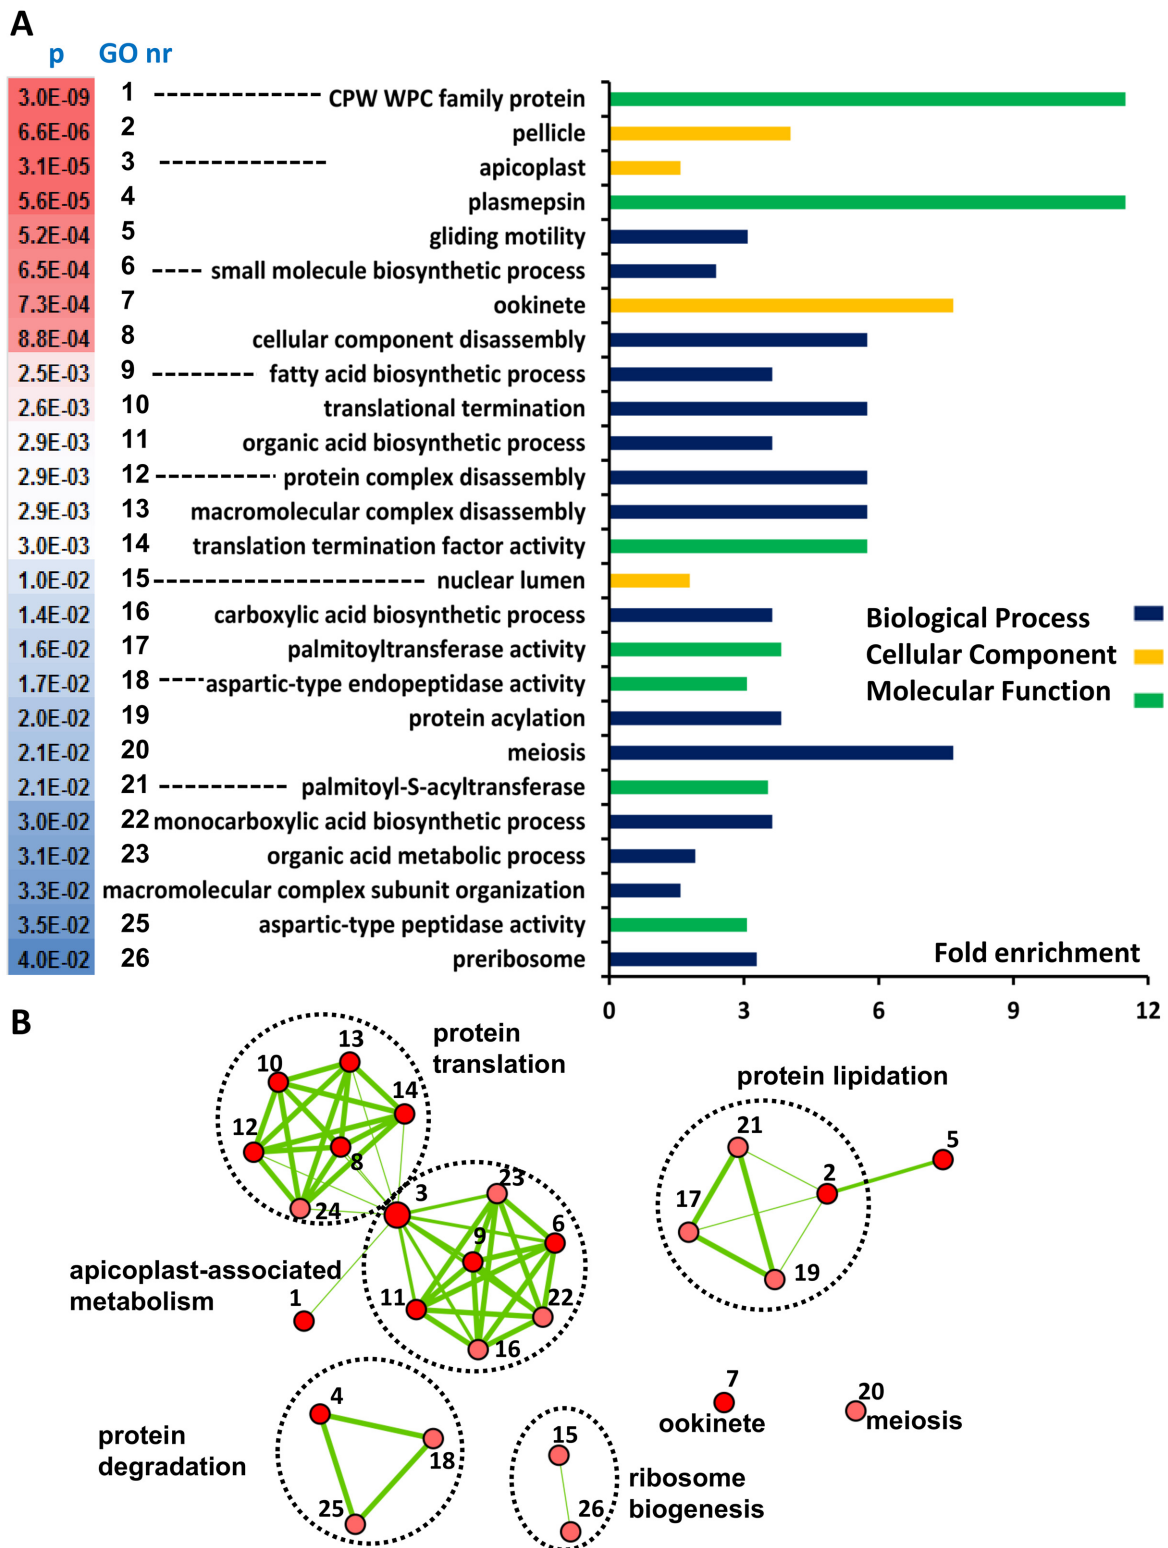 A
p GO nr
3.0E-09 1 CPW WPC family protein
6.6E-06 2 pellicle
3.1E-05 3 apicoplast
5.6E-05 4 plasmepsin
5.2E-04 5 gliding motility
6.5E-04 6 small molecule biosynthetic process
7.3E-04 7 ookinete
8.8E-04 8 cellular component disassembly
2.5E-03 9 fatty acid biosynthetic process
2.6E-03 10 translational termination
2.9E-03 11 organic acid biosynthetic process
2.9E-03 12 protein complex disassembly
2.9E-03 13 macromolecular complex disassembly
3.0E-03 14 translation termination factor activity
1.0E-02 15 nuclear lumen
1.4E-02 16 carboxylic acid biosynthetic process
1.6E-02 17 palmitoyltransferase activity
1.7E-02 18 aspartic-type endopeptidase activity
2.0E-02 19 protein acylation
2.1E-02 20 meiosis
2.1E-02 21 palmitoyl-S-acyltransferase
3.0E-02 22 monocarboxylic acid biosynthetic process
3.1E-02 23 organic acid metabolic process
3.3E-02 macromolecular complex subunit organization
3.5E-02 25 aspartic-type peptidase activity
4.0E-02 26 preribosome
Biological Process
Cellular Component
Molecular Function
Fold enrichment
0 3 6 9 12
B
protein
translation
13
10
14
12
8
24
3
23
9
6
11
22
16
apicoplast-associated
metabolism
1
protein lipidation
21
5
2
17
19
4
18
25
protein
degradation
15
26
ribosome
biogenesis
7
ookinete
20
meiosis